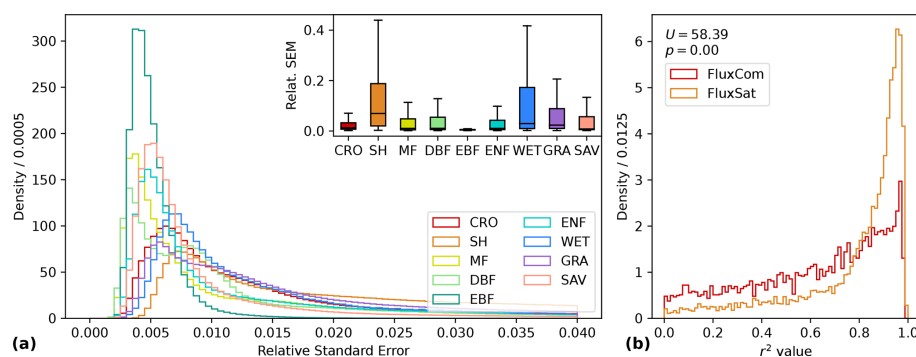 Density / 0.0005
300
250
200
150
100
50
0
Relat. SEM
0.4
0.2
0.0
CRO SH MF DBF EBF ENF WET GRA SAV
CRO
SH
MF
DBF
EBF
ENF
WET
GRA
SAV
0.000 0.005 0.010 0.015 0.020 0.025 0.030 0.035 0.040
(a)
Relative Standard Error
Density / 0.0125
6
5
4
3
2
1
0
U = 58.39
p = 0.00
FluxCom
FluxSat
0.0 0.2 0.4 0.6 0.8 1.0
(b)
r² value